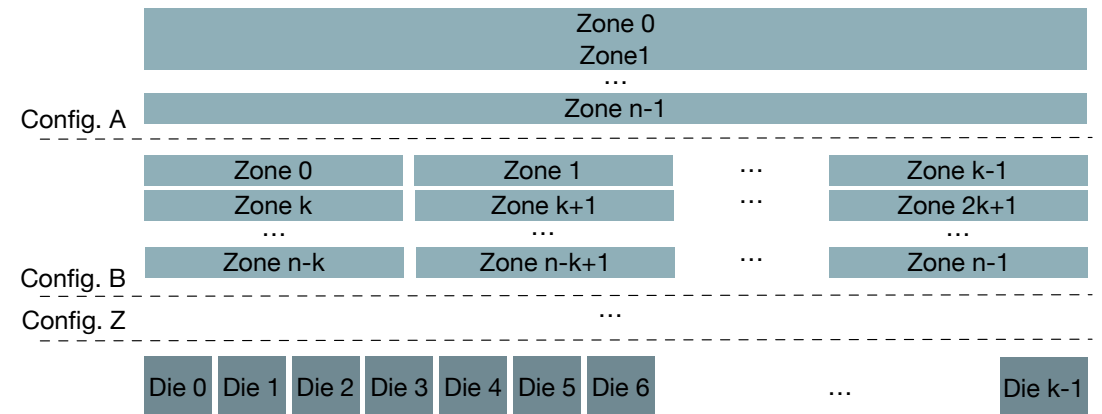 Zone 0
Zone1
...
Zone n-1
Config. A
Zone 0 Zone 1 ... Zone k-1
Zone k Zone k+1 ... Zone 2k+1
... ... ...
Zone n-k Zone n-k+1 ... Zone n-1
Config. B
Config. Z ...
Die 0 Die 1 Die 2 Die 3 Die 4 Die 5 Die 6 ... Die k-1